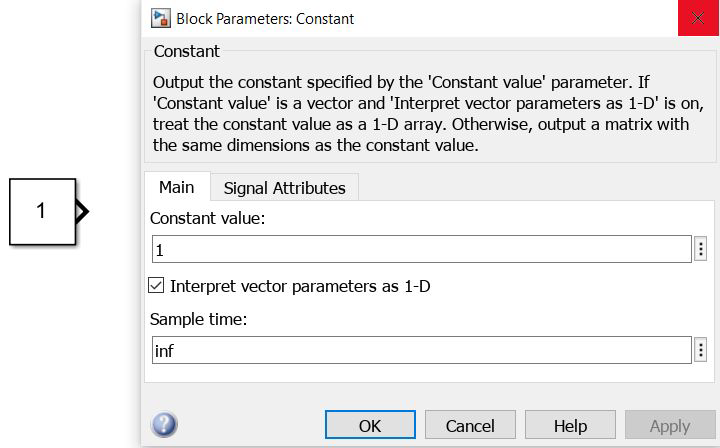 Block Parameters: Constant
Constant
Output the constant specified by the 'Constant value' parameter. If
'Constant value' is a vector and 'Interpret vector parameters as 1-D' is on,
treat the constant value as a 1-D array. Otherwise, output a matrix with
the same dimensions as the constant value.
1
Main Signal Attributes
Constant value:
1
Interpret vector parameters as 1-D
Sample time:
inf
? OK Cancel Help Apply